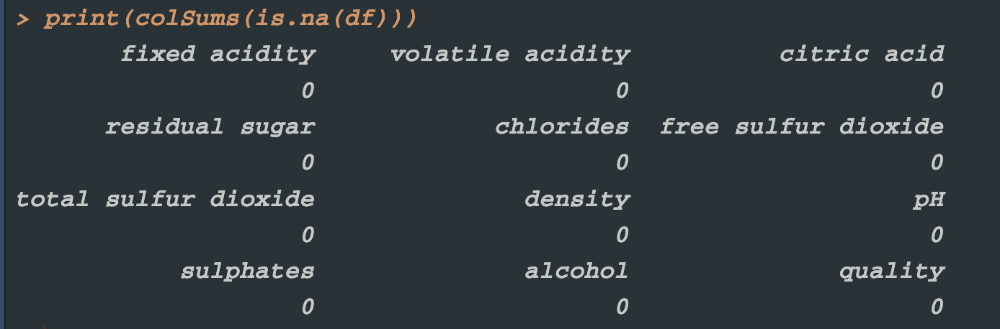 > print(colSums(is.na(df)))
fixed acidity volatile acidity citric acid
0 0 0
residual sugar chlorides free sulfur dioxide
0 0 0
total sulfur dioxide density pH
0 0 0
sulphates alcohol quality
0 0 0